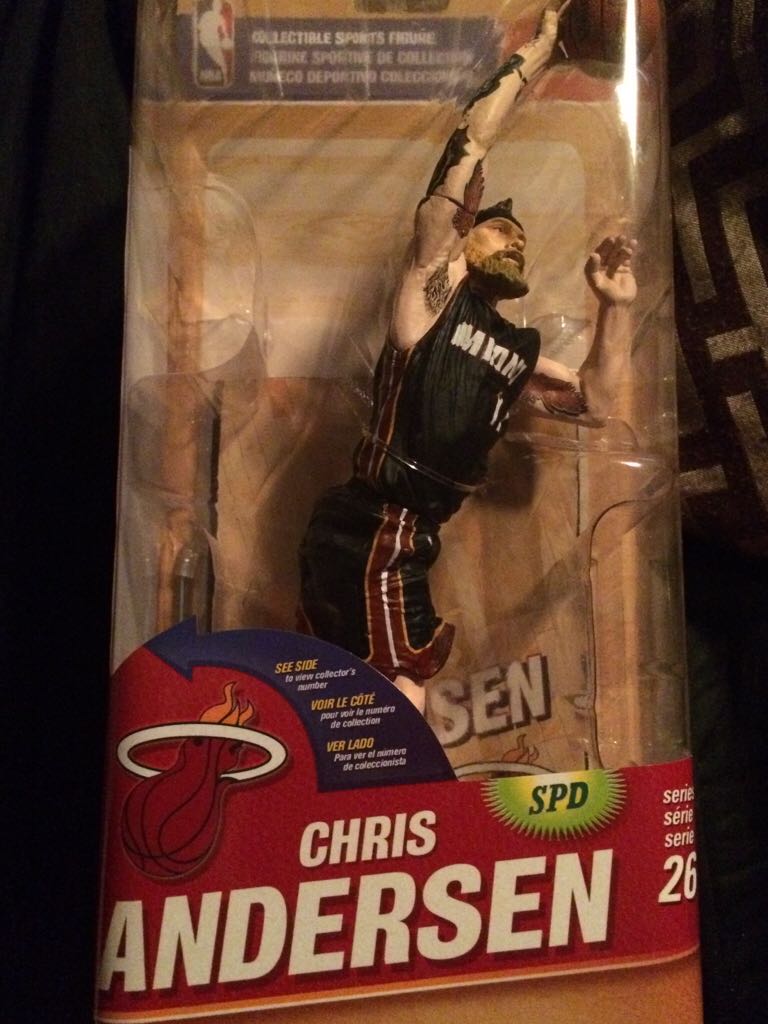 COLLECTIBLE SPORTS FIGURE
FIGURINE SPORTIVE DE COLLECTION
MUÑECO DEPORTIVO COLECCIONA
MIAMI
SEE SIDE
to view collector's
number
VOIR LE CÔTÉ
pour voir le numéro
de collection
VER LADO
Para ver el número
de coleccionista
SEN
SPD
series
série
serie
26
CHRIS
ANDERSEN